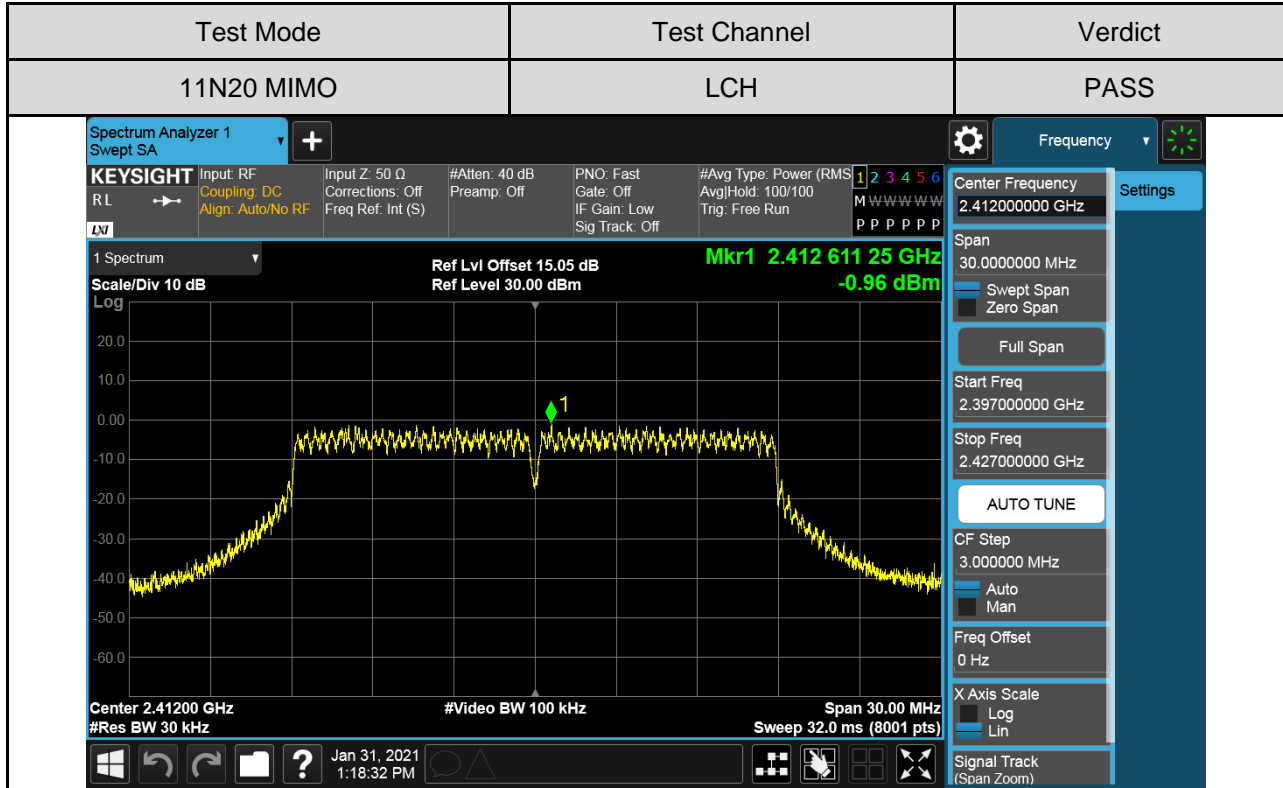 Test Mode Test Channel Verdict
11N20 MIMO LCH PASS
Spectrum Analyzer 1
Swept SA
+
Frequency
KEYSIGHT
R L
LXI
Input: RF
Coupling: DC
Align: Auto/No RF
Input Z: 50 Ω
Corrections: Off
Freq Ref: Int (S)
#Atten: 40 dB
Preamp: Off
PNO: Fast
Gate: Off
IF Gain: Low
Sig Track: Off
#Avg Type: Power (RMS
Avg|Hold: 100/100
Trig: Free Run
1 2 3 4 5 6
M W W W W W
P P P P P P
1 Spectrum
Scale/Div 10 dB
Log
Ref Lvl Offset 15.05 dB
Ref Level 30.00 dBm
Mkr1 2.412 611 25 GHz
-0.96 dBm
20.0
10.0
0.00
-10.0
-20.0
-30.0
-40.0
-50.0
-60.0
1
Center 2.41200 GHz
#Res BW 30 kHz
#Video BW 100 kHz
Span 30.00 MHz
Sweep 32.0 ms (8001 pts)
Center Frequency
2.412000000 GHz
Settings
Span
30.0000000 MHz
Swept Span
Zero Span
Full Span
Start Freq
2.397000000 GHz
Stop Freq
2.427000000 GHz
AUTO TUNE
CF Step
3.000000 MHz
Auto
Man
Freq Offset
0 Hz
X Axis Scale
Log
Lin
Signal Track
(Span Zoom)
?
Jan 31, 2021
1:18:32 PM